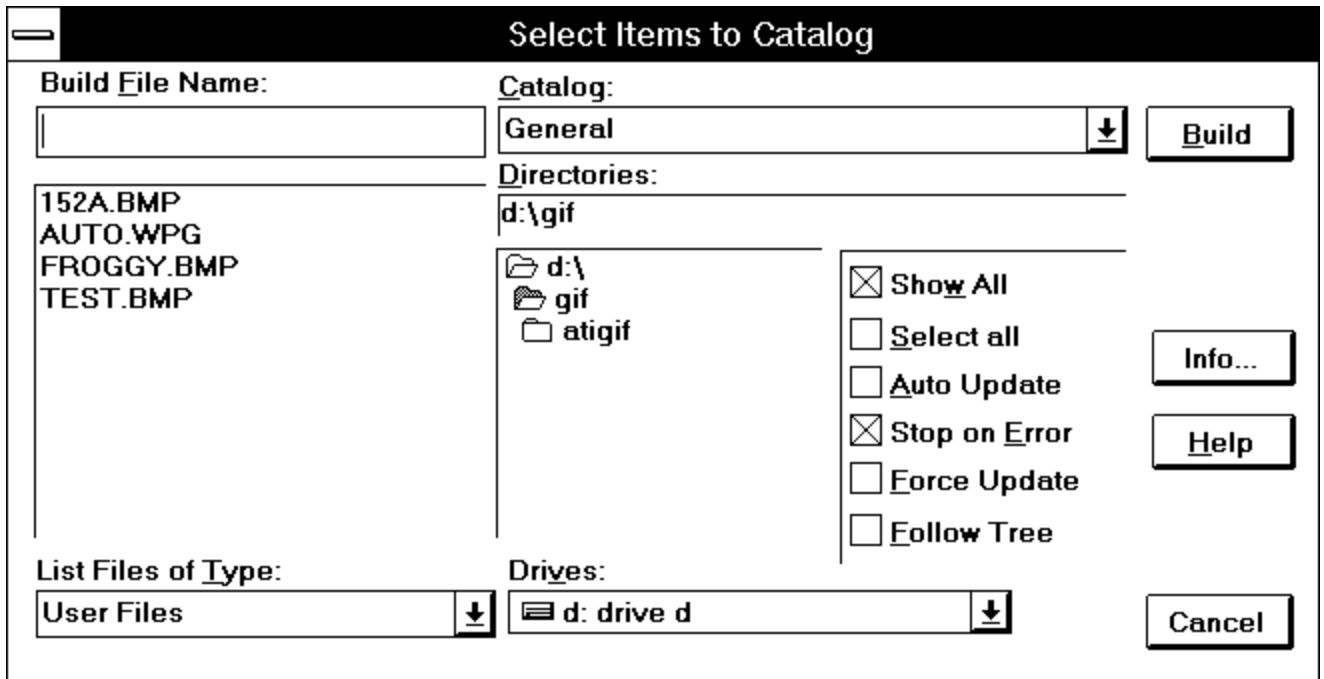 Select Items to Catalog
Build File Name:
Catalog:
General
Build
Directories:
d:\gif
152A.BMP
AUTO.WPG
FROGGY.BMP
TEST.BMP
d:\
gif
atigif
Show All
Select all
Auto Update
Stop on Error
Force Update
Follow Tree
Info...
Help
List Files of Type:
User Files
Drives:
d: drive d
Cancel